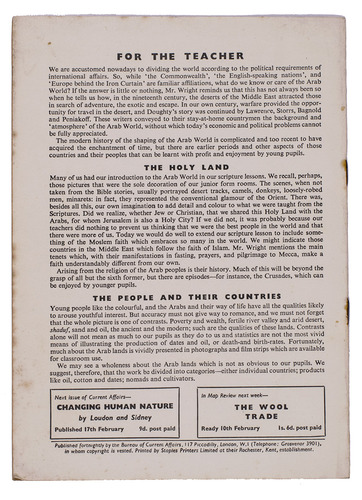 FOR THE TEACHER
We are accustomed nowadays to dividing the world according to the political requirements of
international affairs. So, while 'the Commonwealth', 'the English-speaking nations', and
'Europe behind the Iron Curtain' are familiar affiliations, what do we know or care of the Arab
World? If the answer is little or nothing, Mr. Wright reminds us that this has not always been so
when he tells us how, in the nineteenth century, the deserts of the Middle East attracted those
in search of adventure, the exotic and escape. In our own century, warfare provided the oppor-
tunity for travel in the desert, and Doughty's story was continued by Lawrence, Storrs, Bagnold
and Peniakoff. These writers conveyed to their stay-at-home countrymen the background and
'atmosphere' of the Arab World, without which today's economic and political problems cannot
be fully appreciated.
The modern history of the shaping of the Arab World is complicated and too recent to have
acquired the enchantment of time, but there are earlier periods and other aspects of those
countries and their peoples that can be learnt with profit and enjoyment by young pupils.
THE HOLY LAND
Many of us had our introduction to the Arab World in our scripture lessons. We recall, perhaps,
those pictures that were the sole decoration of our junior form rooms. The scenes, when not
taken from the Bible stories, usually portrayed desert tracks, camels, donkeys, loosely-robed
men, minarets: in fact, they represented the conventional glamour of the Orient. There was,
besides all this, our own imagination to add detail and colour to what we were taught from the
Scriptures. Did we realize, whether Jew or Christian, that we shared this Holy Land with the
Arabs, for whom Jerusalem is also a Holy City? If we did not, it was probably because our
teachers did nothing to prevent us thinking that we were the best people in the world and that
there were more of us. Today we would do well to extend our scripture lesson to include some-
thing of the Moslem faith which embraces so many in the world. We might indicate those
countries in the Middle East which follow the faith of Islam. Mr. Wright mentions the main
tenets which, with their manifestations in fasting, prayers, and pilgrimage to Mecca, make a
faith understandably different from our own.
Arising from the religion of the Arab peoples is their history. Much of this will be beyond the
grasp of all but the sixth former, but there are episodes—for instance, the Crusades, which can
be enjoyed by younger pupils.
THE PEOPLE AND THEIR COUNTRIES
Young people like the colourful, and the Arabs and their way of life have all the qualities likely
to arouse youthful interest. But accuracy must not give way to romance, and we must not forget
that the whole picture is one of contrasts. Poverty and wealth, fertile river valley and arid desert,
shaduf, sand and oil, the ancient and the modern; such are the qualities of these lands. Contrasts
alone will not mean as much to our pupils as they do to us and statistics are not the most vivid
means of illustrating the production of dates and oil, or death-and birth-rates. Fortunately,
much about the Arab lands is vividly presented in photographs and film strips which are available
for classroom use.
We may see a wholeness about the Arab lands which is not as obvious to our pupils. We
suggest, therefore, that the work be divided into categories—either individual countries; products
like oil, cotton and dates; nomads and cultivators.
Next Issue of Current Affairs—
CHANGING HUMAN NATURE
by Loudon and Sidney
Published 17th February 9d. post paid
In Map Review next week—
THE WOOL
TRADE
Ready 10th February 1s. 6d. post paid
Published fortnightly by the Bureau of Current Affairs, 117 Piccadilly, London, W.1 (Telephone: Grosvenor 3901),
in whom copyright is vested. Printed by Staples Printers Limited at their Rochester, Kent, establishment.